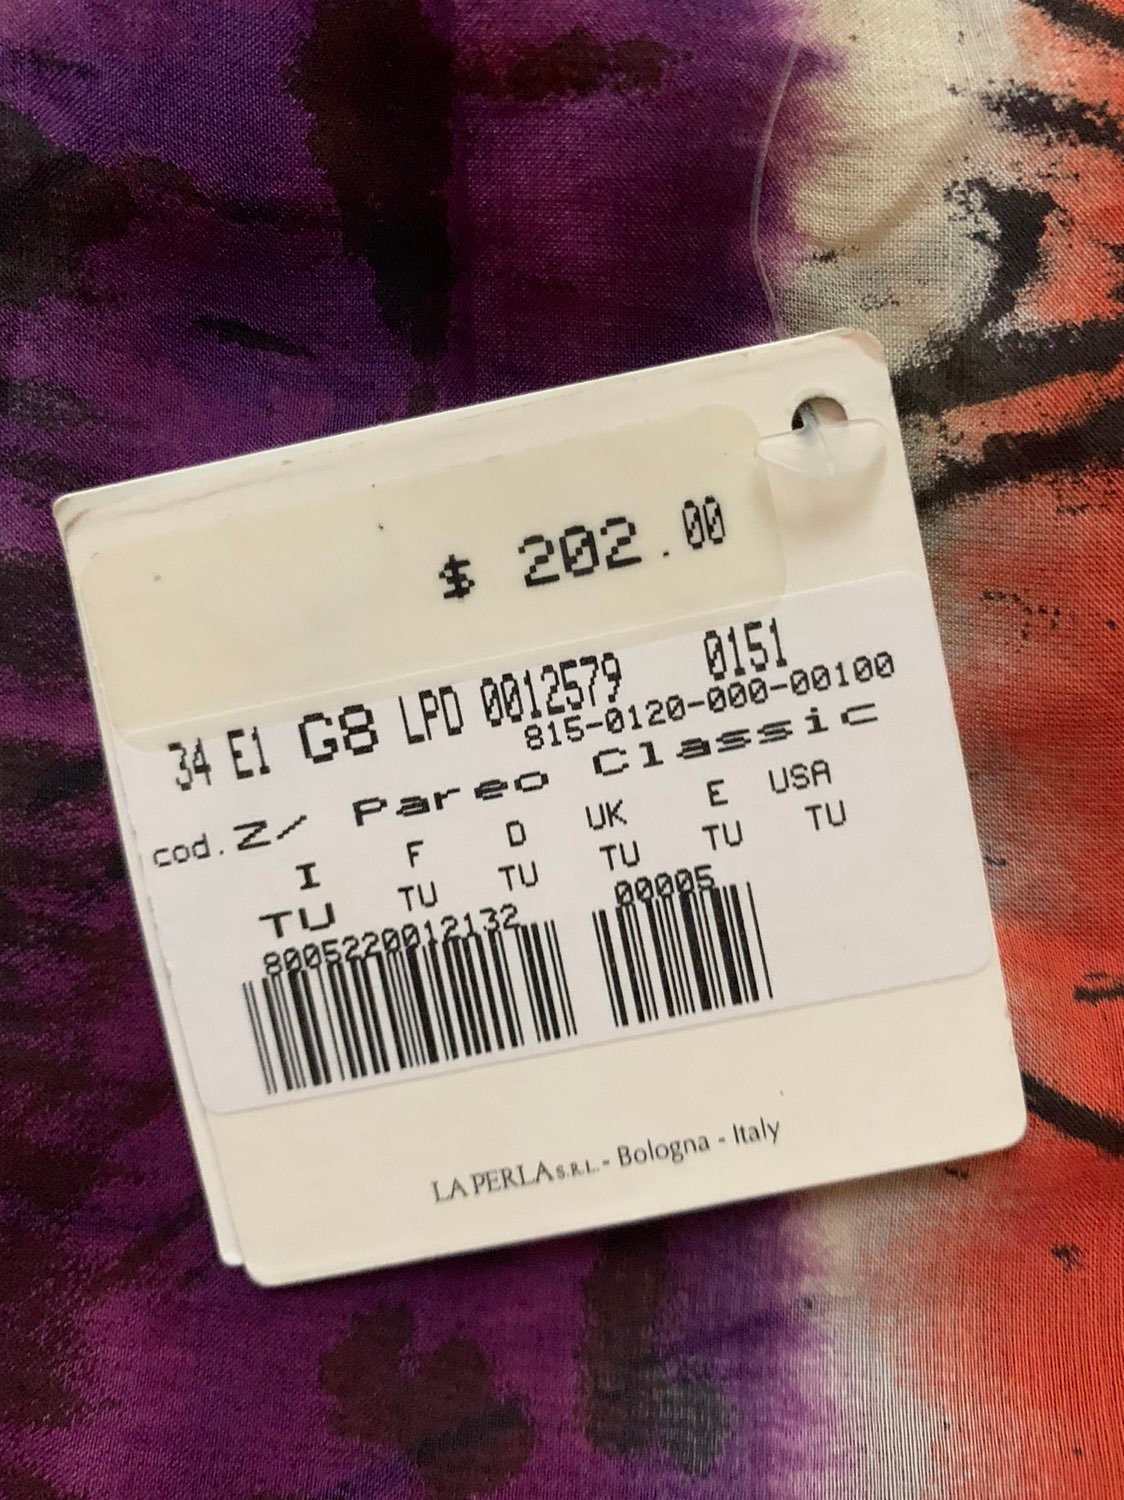 $ 202.00
34 E1 G8 LPD 0012579 0151
815-0120-000-00100
cod. Z/ Pareo Classic
I F D UK E USA
TU TU TU TU TU TU
8005220012132 00005
LA PERLA S.R.L. - Bologna - Italy